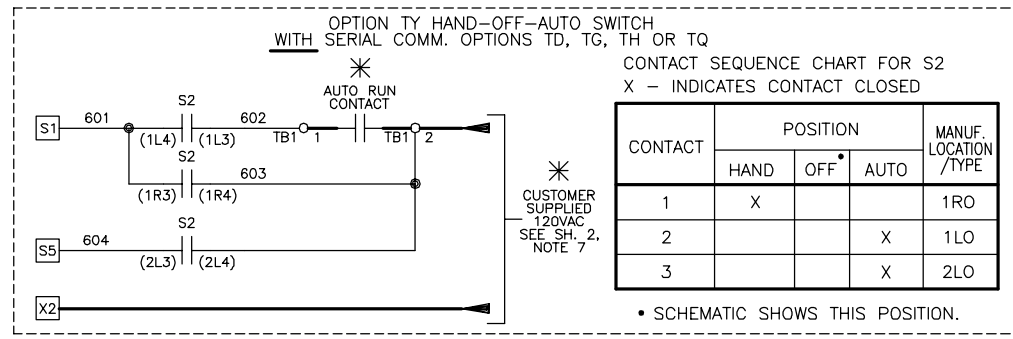 OPTION TY HAND-OFF-AUTO SWITCH
WITH SERIAL COMM. OPTIONS TD, TG, TH OR TQ
AUTO RUN
CONTACT
S1
601
S2
(1L4)
(1L3)
602
TB1
1
TB1
2
S2
(1R3)
(1R4)
603
S5
604
S2
(2L3)
(2L4)
X2
CUSTOMER
SUPPLIED
120VAC
SEE SH. 2,
NOTE 7
CONTACT SEQUENCE CHART FOR S2
X - INDICATES CONTACT CLOSED
CONTACT
POSITION
MANUF.
LOCATION
/TYPE
HAND
OFF•
AUTO
1 X 1RO
2 X 1LO
3 X 2LO
• SCHEMATIC SHOWS THIS POSITION.